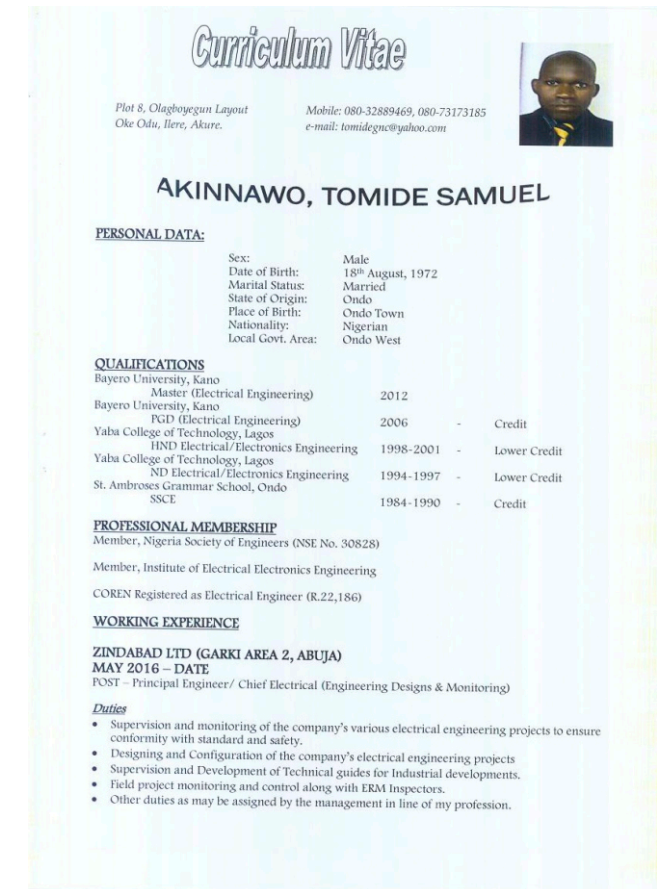 Curriculum Vitae
Plot 8, Olagboyegun Layout
Oke Odu, Ilere, Akure.
Mobile: 080-32889469, 080-73173185
e-mail: tomidegnc@yahoo.com
AKINNAWO, TOMIDE SAMUEL
PERSONAL DATA:
Sex: Male
Date of Birth: 18th August, 1972
Marital Status: Married
State of Origin: Ondo
Place of Birth: Ondo Town
Nationality: Nigerian
Local Govt. Area: Ondo West
QUALIFICATIONS
Bayero University, Kano
Master (Electrical Engineering) 2012
Bayero University, Kano
PGD (Electrical Engineering) 2006 - Credit
Yaba College of Technology, Lagos
HND Electrical/Electronics Engineering 1998-2001 - Lower Credit
Yaba College of Technology, Lagos
ND Electrical/Electronics Engineering 1994-1997 - Lower Credit
St. Ambroses Grammar School, Ondo
SSCE 1984-1990 - Credit
PROFESSIONAL MEMBERSHIP
Member, Nigeria Society of Engineers (NSE No. 30828)
Member, Institute of Electrical Electronics Engineering
COREN Registered as Electrical Engineer (R.22,186)
WORKING EXPERIENCE
ZINDABAD LTD (GARKI AREA 2, ABUJA)
MAY 2016 – DATE
POST – Principal Engineer/ Chief Electrical (Engineering Designs & Monitoring)
Duties
• Supervision and monitoring of the company's various electrical engineering projects to ensure
conformity with standard and safety.
• Designing and Configuration of the company's electrical engineering projects
• Supervision and Development of Technical guides for Industrial developments.
• Field project monitoring and control along with ERM Inspectors.
• Other duties as may be assigned by the management in line of my profession.